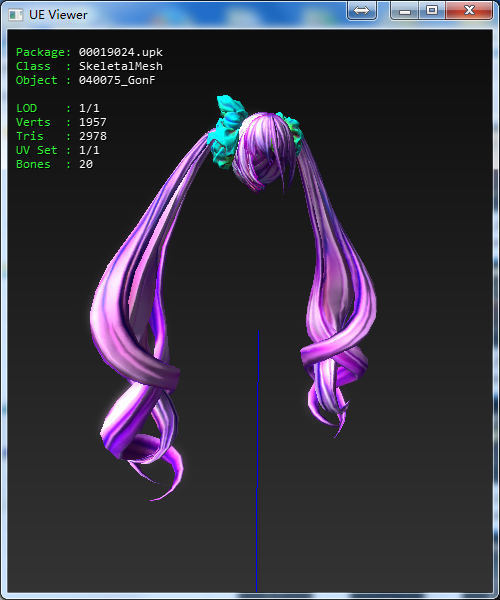 UE Viewer
Package: 00019024.upk
Class : SkeletalMesh
Object : 040075_GonF
LOD : 1/1
Verts : 1957
Tris : 2978
UV Set : 1/1
Bones : 20